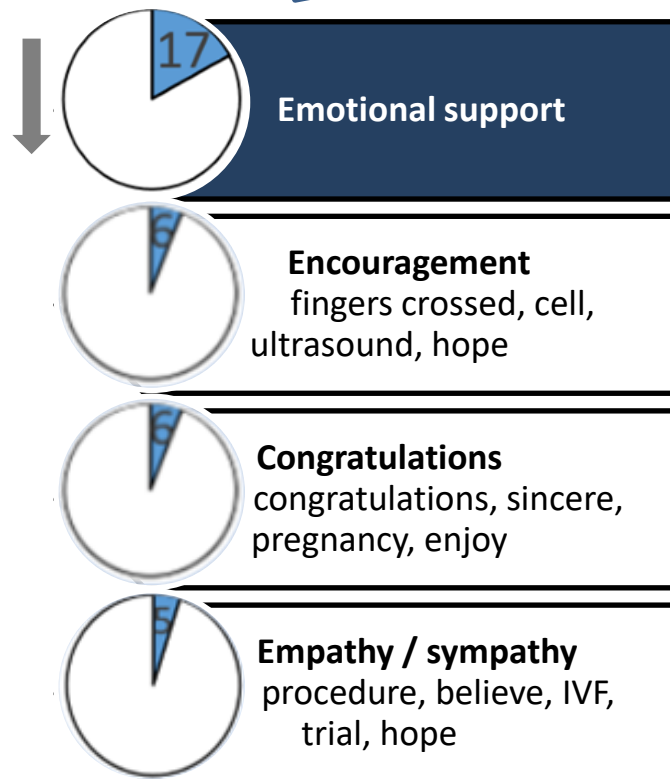 17
Emotional support
6
Encouragement
fingers crossed, cell,
ultrasound, hope
6
Congratulations
congratulations, sincere,
pregnancy, enjoy
5
Empathy / sympathy
procedure, believe, IVF,
trial, hope